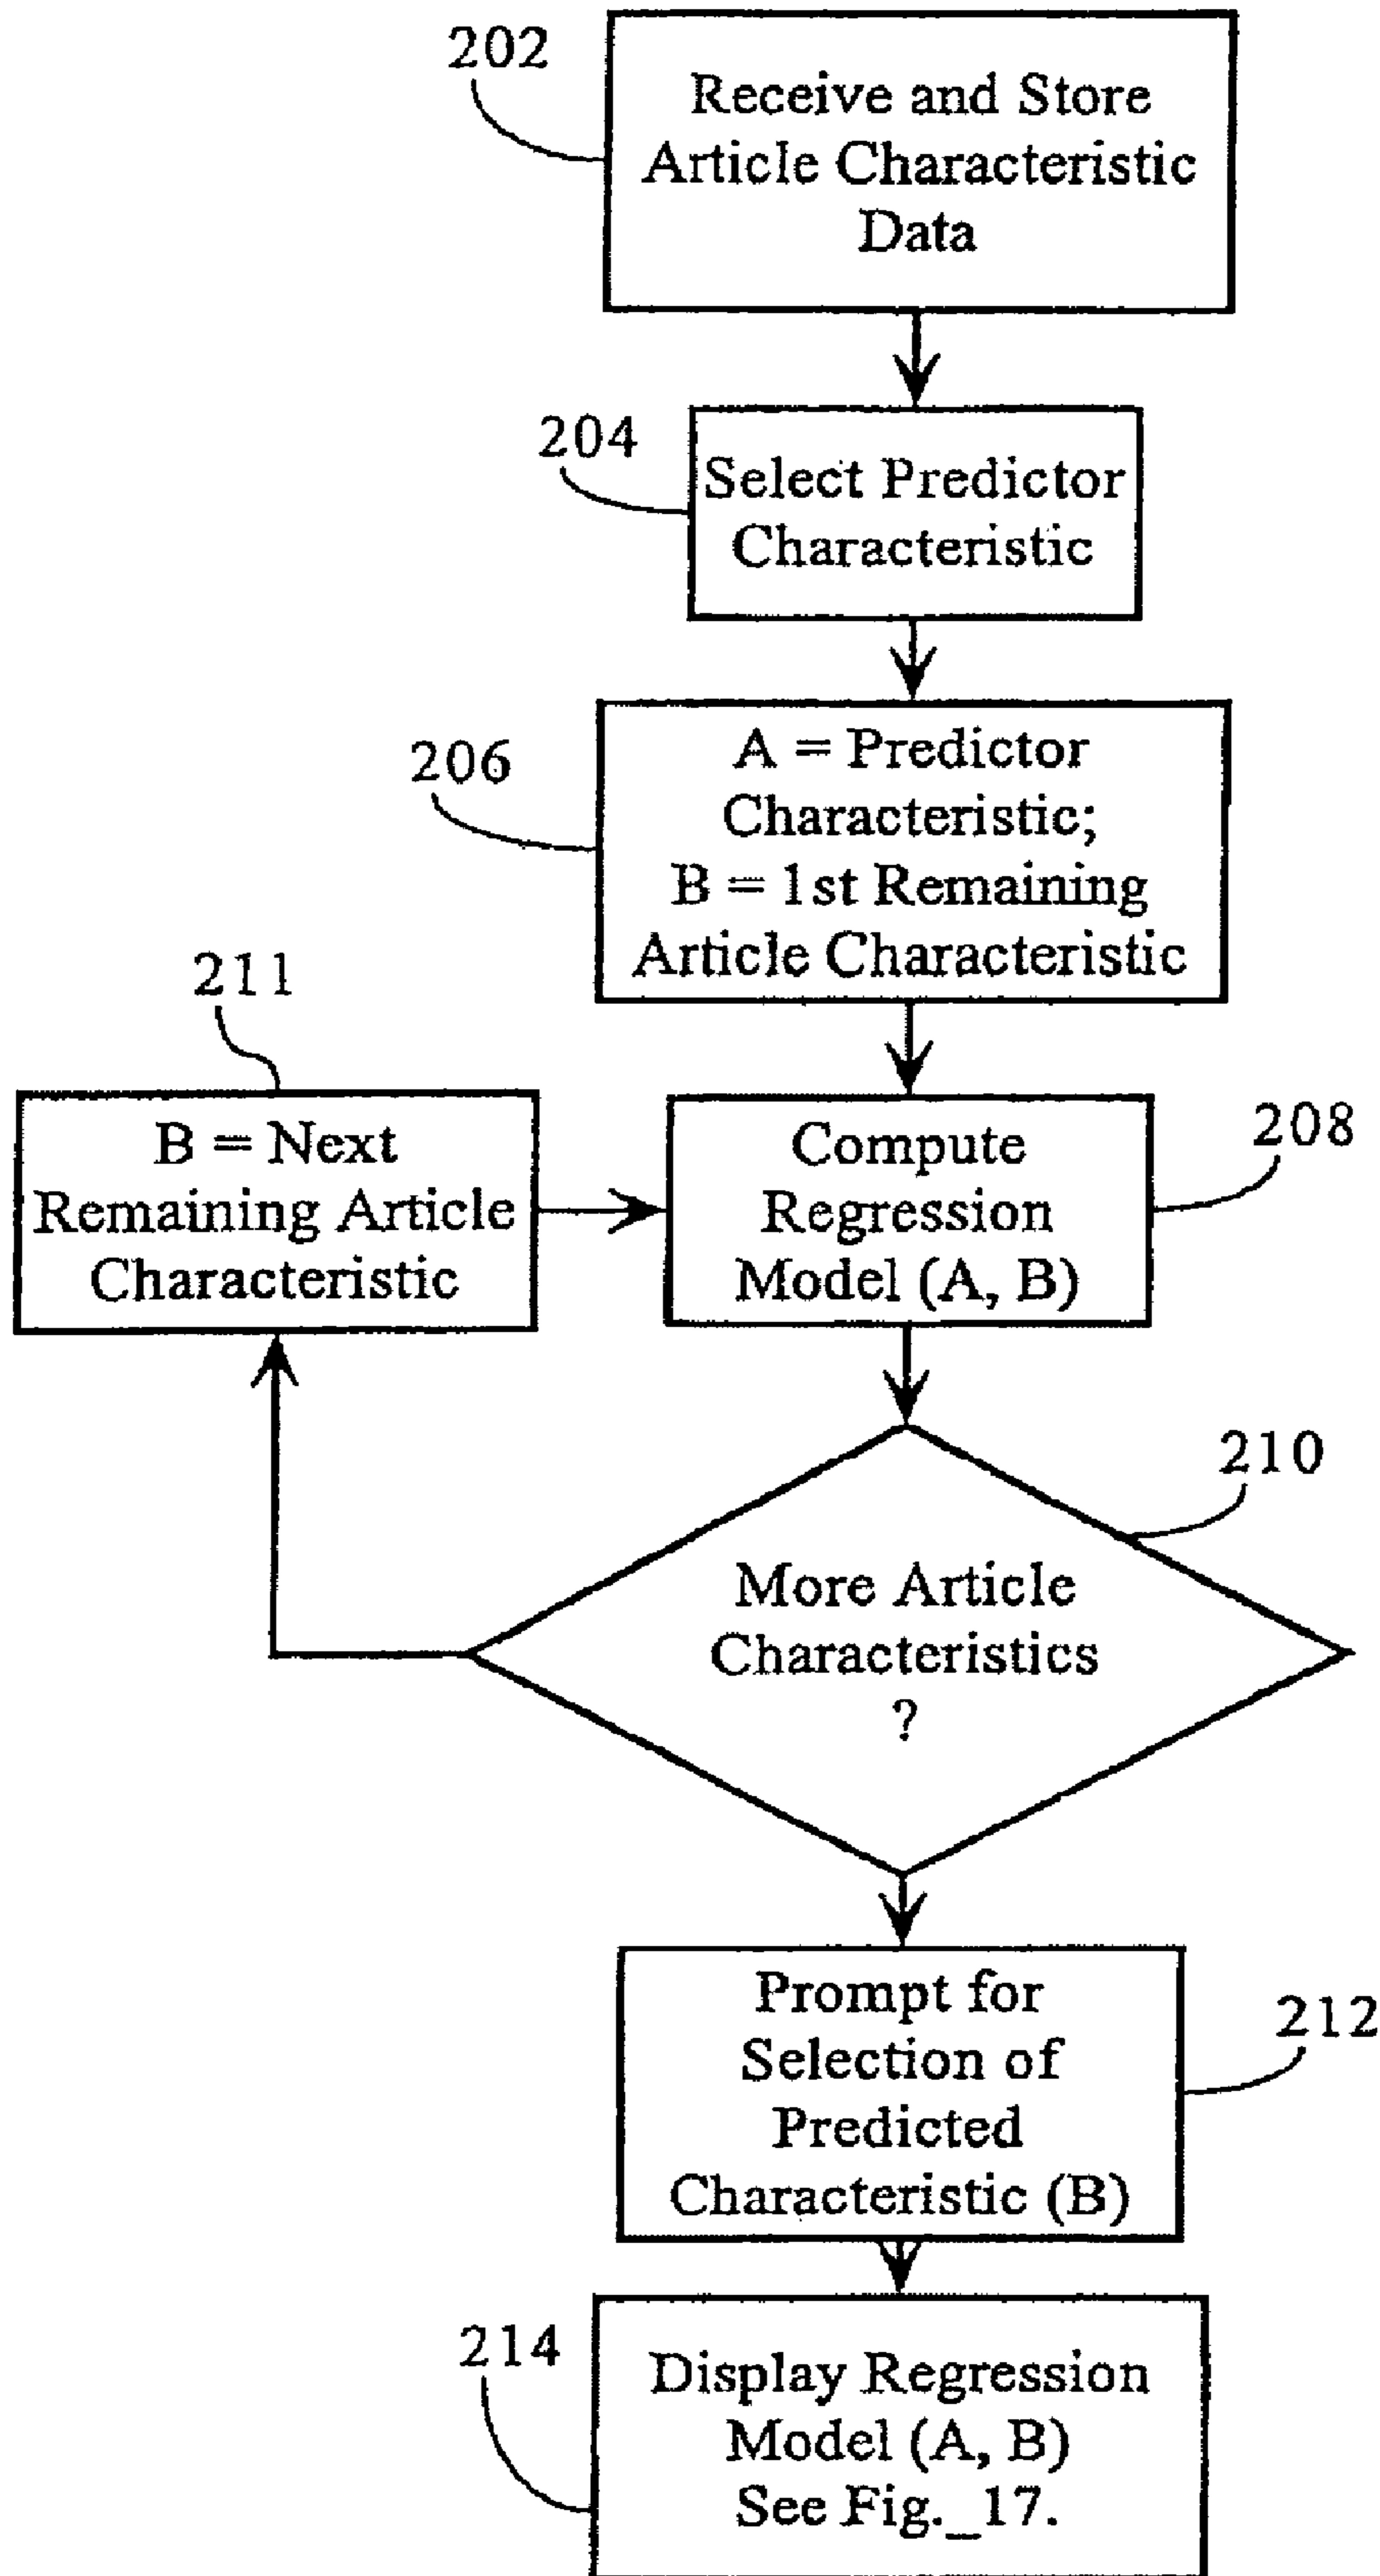 202
Receive and Store
Article Characteristic
Data
204
Select Predictor
Characteristic
206
A = Predictor
Characteristic;
B = 1st Remaining
Article Characteristic
211
B = Next
Remaining Article
Characteristic
Compute
Regression
Model (A, B)
208
210
More Article
Characteristics
?
Prompt for
Selection of
Predicted
Characteristic (B)
212
214
Display Regression
Model (A, B)
See Fig._17.